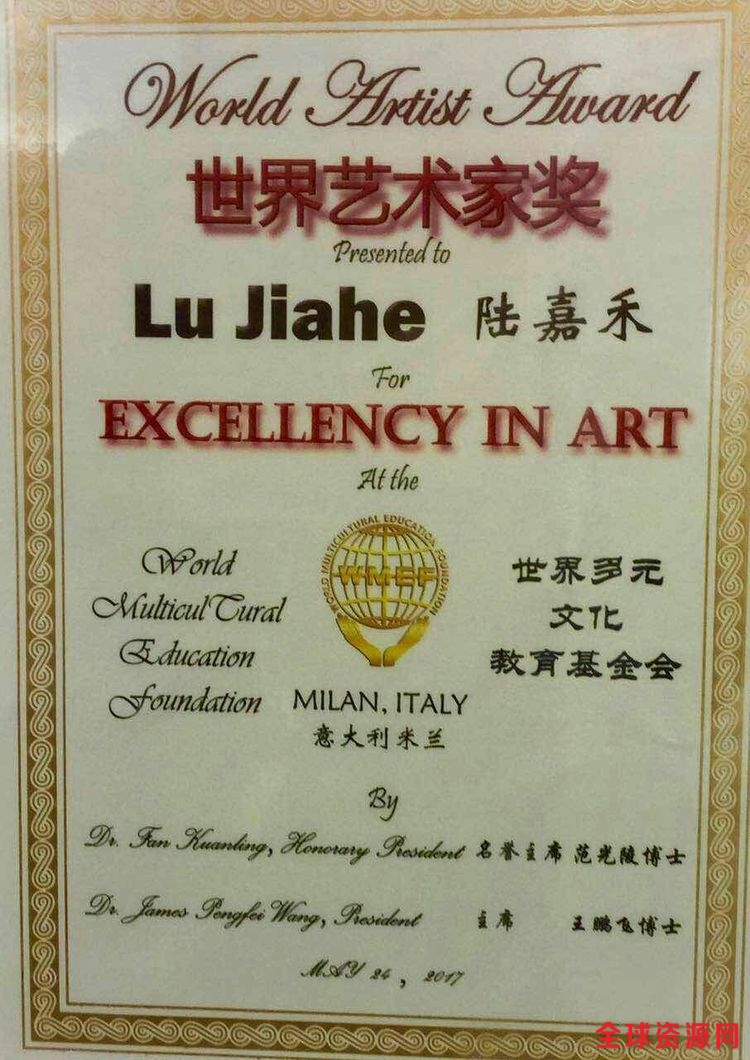 World Artist Award
世界艺术家奖
Presented to
Lu Jiahe 陆嘉禾
For
EXCELLENCY IN ART
At the
World
MulticulTural
Education
Foundation
WORLD MULTICULTURAL EDUCATION FOUNDATION
WMEF
世界多元
文化
教育基金会
MILAN, ITALY
意大利米兰
By
Dr. Fan Kuanling, Honorary President 名誉主席 范光陵博士
Dr. James Pengfei Wang, President 主席 王鹏飞博士
MAY 24, 2017
全球资源网